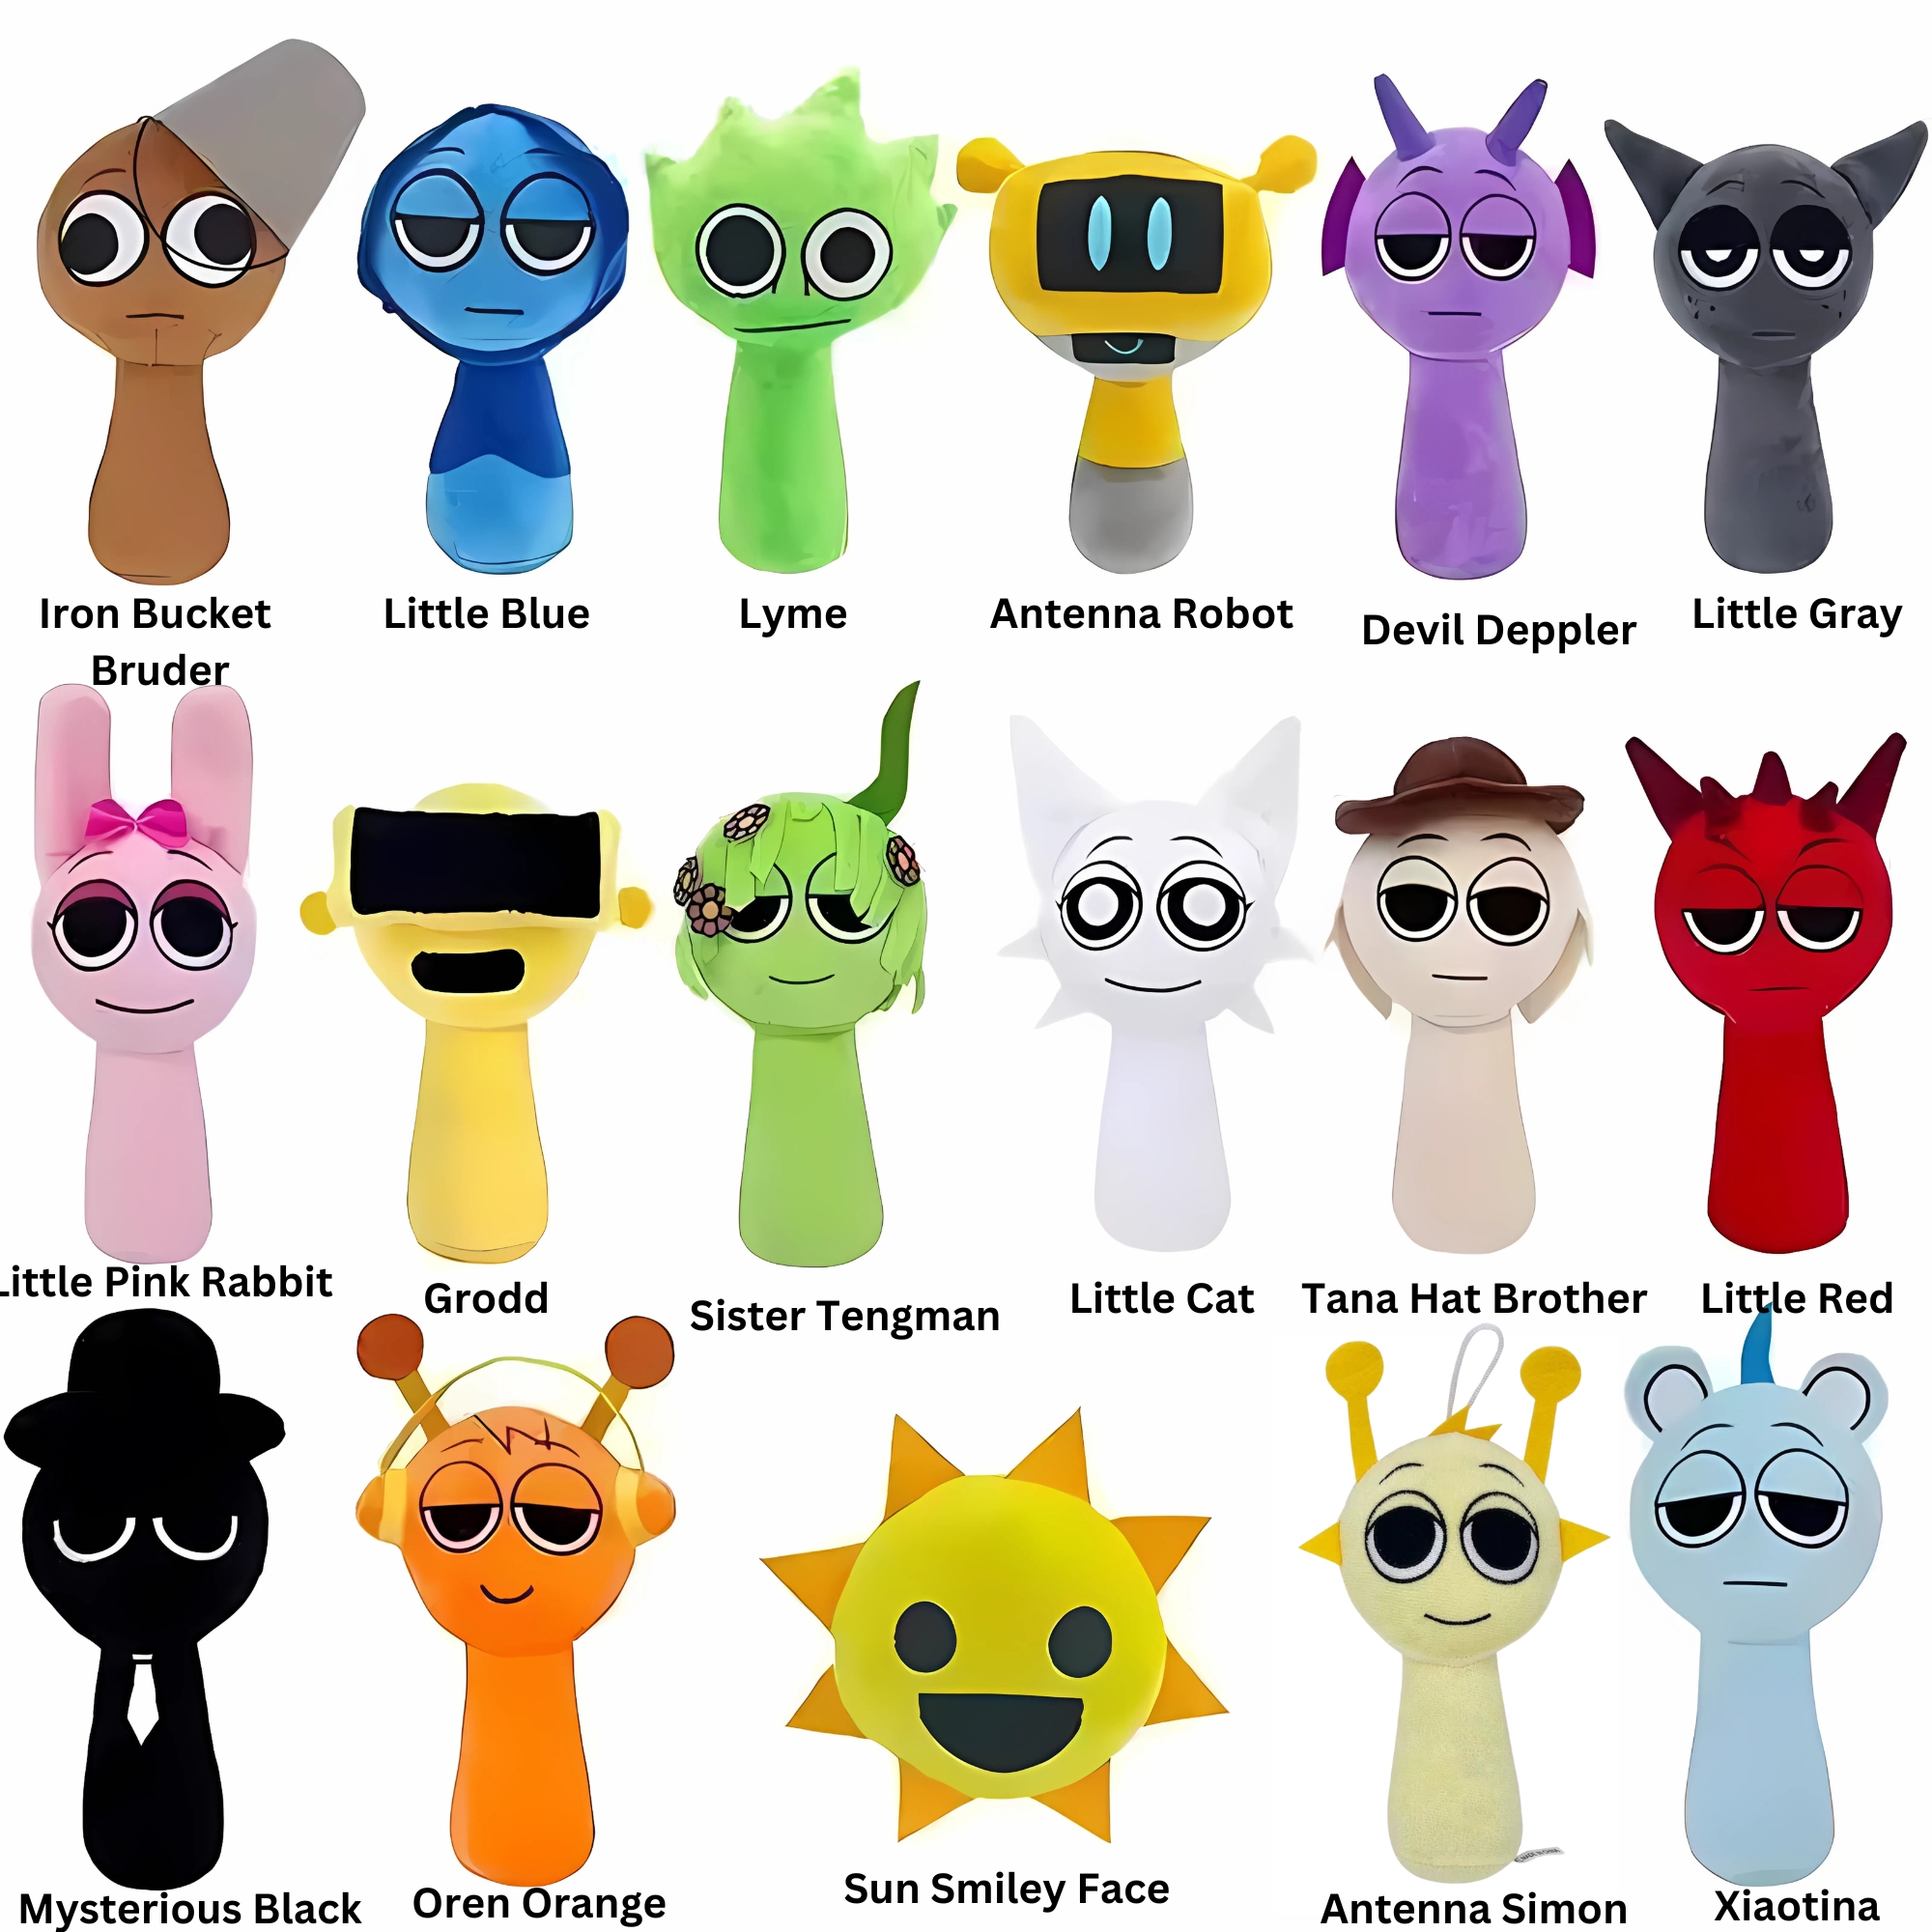 Iron Bucket
Bruder
Little Blue
Lyme
Antenna Robot
Devil Deppler
Little Gray
Little Pink Rabbit
Grodd
Sister Tengman
Little Cat
Tana Hat Brother
Little Red
Mysterious Black
Oren Orange
Sun Smiley Face
Antenna Simon
Xiaotina